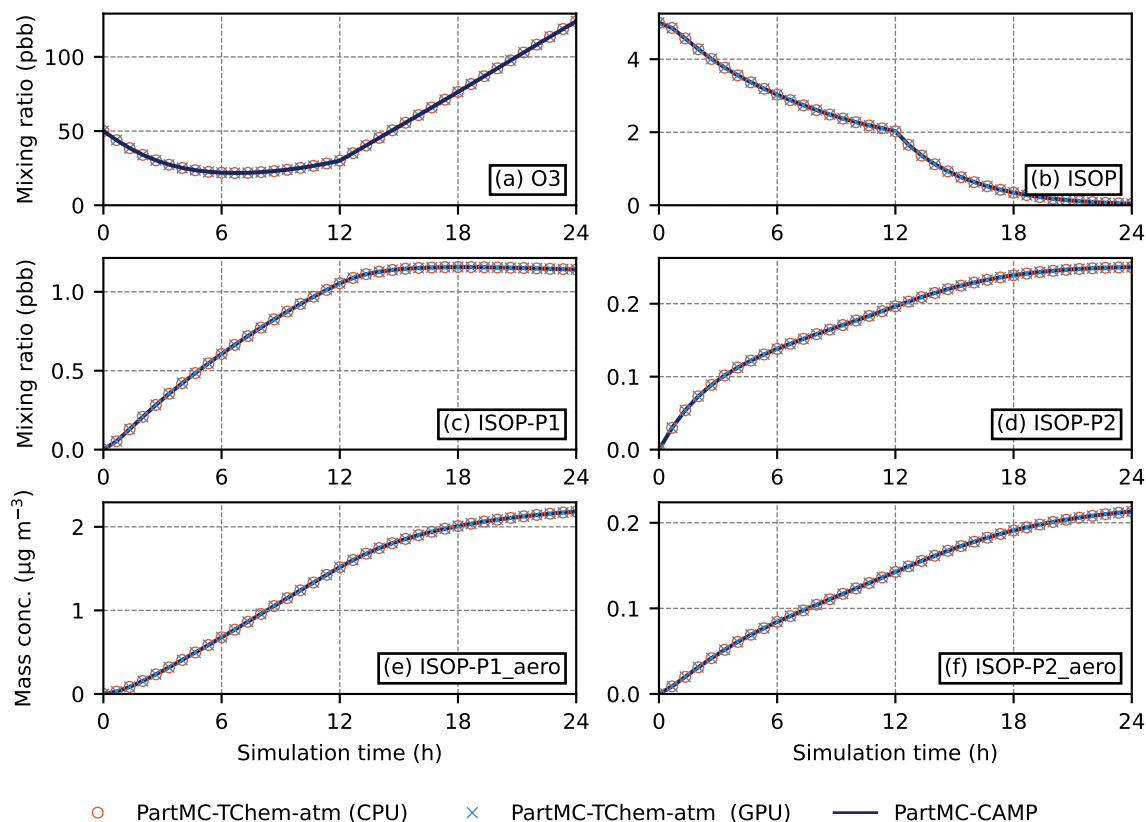 Mixing ratio (pbb)
100
50
0
0 6 12 18 24
(a) O3
4
2
0
0 6 12 18 24
(b) ISOP
Mixing ratio (pbb)
1.0
0.5
0.0
0 6 12 18 24
(c) ISOP-P1
0.2
0.1
0.0
0 6 12 18 24
(d) ISOP-P2
Mass conc. (µg m⁻³)
2
1
0
0 6 12 18 24
(e) ISOP-P1_aero
Simulation time (h)
0.2
0.1
0.0
0 6 12 18 24
(f) ISOP-P2_aero
Simulation time (h)
PartMC-TChem-atm (CPU) PartMC-TChem-atm (GPU) PartMC-CAMP